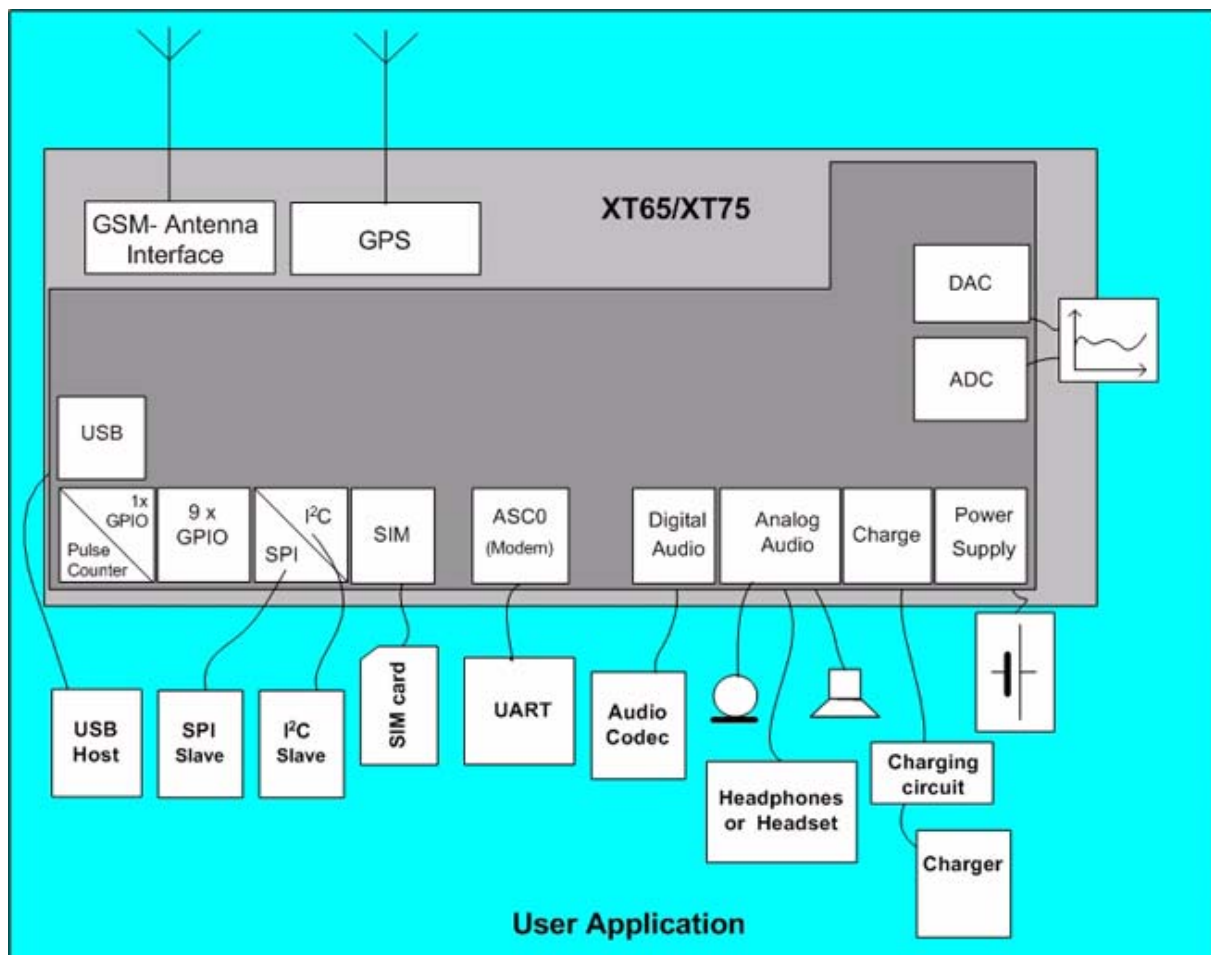 XT65/XT75
GSM- Antenna
Interface
GPS
DAC
ADC
USB
1x
GPIO
Pulse
Counter
9 x
GPIO
I²C
SPI
SIM
ASC0
(Modem)
Digital
Audio
Analog
Audio
Charge
Power
Supply
USB
Host
SPI
Slave
I²C
Slave
SIM card
UART
Audio
Codec
Headphones
or Headset
Charging
circuit
Charger
User Application